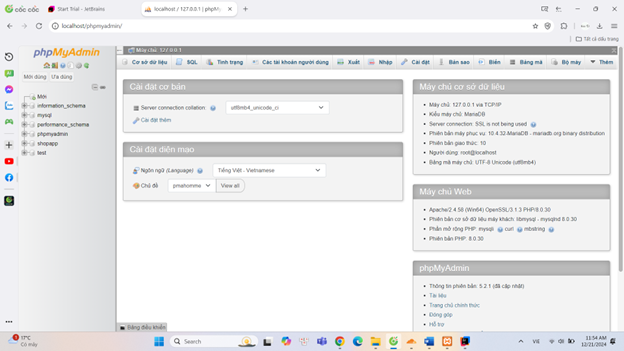 cốc cốc
Start Trial - JetBrains
localhost / 127.0.0.1 | phpMy
localhost/phpmyadmin/
Tất cả dấu trang
phpMyAdmin
Mới dùng Ưa dùng
Mới
information_schema
mysql
performance_schema
phpmyadmin
shopapp
test
Máy chủ: 127.0.0.1
Cơ sở dữ liệu SQL Tình trạng Các tài khoản người dùng Xuất Nhập Cài đặt Bản sao Biến Bảng mã Bộ máy Thêm
Cài đặt cơ bản
Server connection collation: utf8mb4_unicode_ci
Cài đặt thêm
Cài đặt diện mạo
Ngôn ngữ (Language) Tiếng Việt - Vietnamese
Chủ đề pmahomme View all
Máy chủ cơ sở dữ liệu
Máy chủ: 127.0.0.1 via TCP/IP
Kiểu máy chủ: MariaDB
Server connection: SSL is not being used
Phiên bản máy phục vụ: 10.4.32-MariaDB - mariadb.org binary distribution
Phiên bản giao thức: 10
Người dùng: root@localhost
Bảng mã máy chủ: UTF-8 Unicode (utf8mb4)
Máy chủ Web
Apache/2.4.58 (Win64) OpenSSL/3.1.3 PHP/8.0.30
Phiên bản cơ sở dữ liệu máy khách: libmysql - mysqlnd 8.0.30
Phần mở rộng PHP: mysqli curl mbstring
Phiên bản PHP: 8.0.30
phpMyAdmin
Thông tin phiên bản: 5.2.1 (đã cập nhật)
Tài liệu
Trang chủ chính thức
Đóng góp
Hỗ trợ
Bảng điều khiển
17°C
Có mây
Search
VIE
11:54 AM
12/21/2024